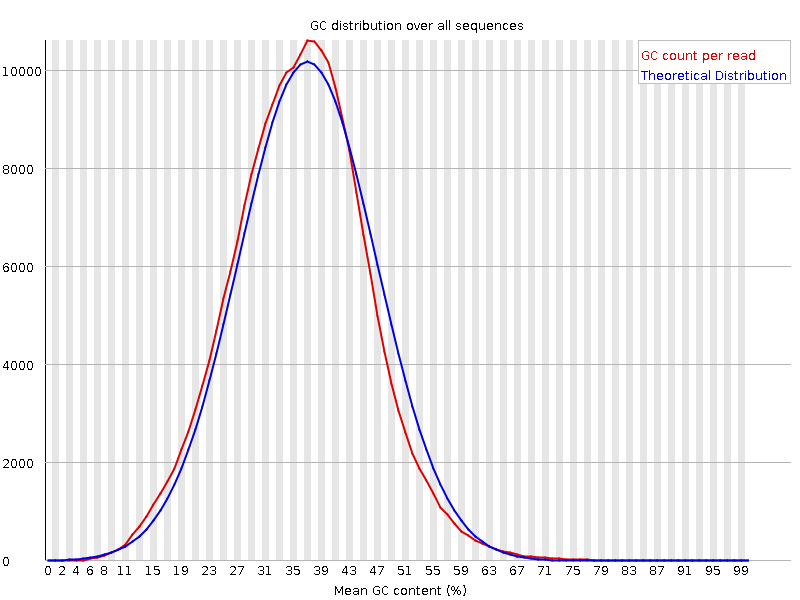 GC distribution over all sequences
GC count per read
Theoretical Distribution
10000
8000
6000
4000
2000
0
0 2 4 6 8 11 15 19 23 27 31 35 39 43 47 51 55 59 63 67 71 75 79 83 87 91 95 99
Mean GC content (%)